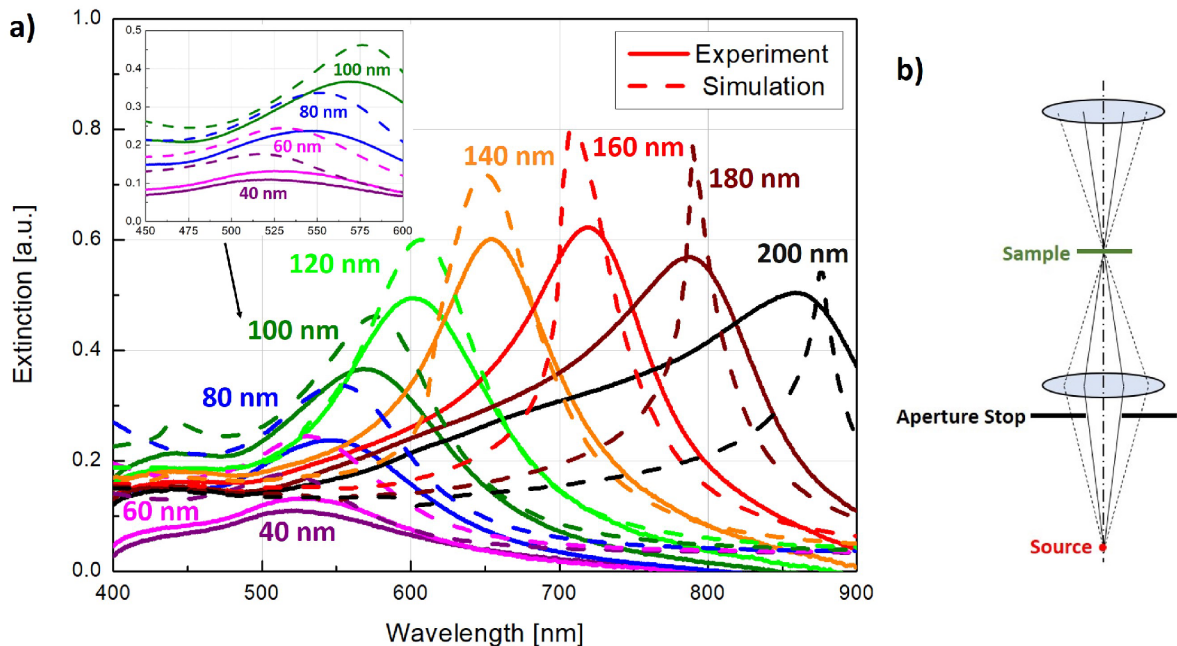 a)
1.0
0.8
0.6
0.4
0.2
0.0
Extinction [a.u.]
400
500
600
700
800
900
Wavelength [nm]
0.5
0.4
0.3
0.2
0.1
0.0
450
475
500
525
550
575
600
100 nm
80 nm
60 nm
40 nm
Experiment
Simulation
140 nm
160 nm
180 nm
120 nm
200 nm
100 nm
80 nm
60 nm
40 nm
b)
Sample
Aperture Stop
Source